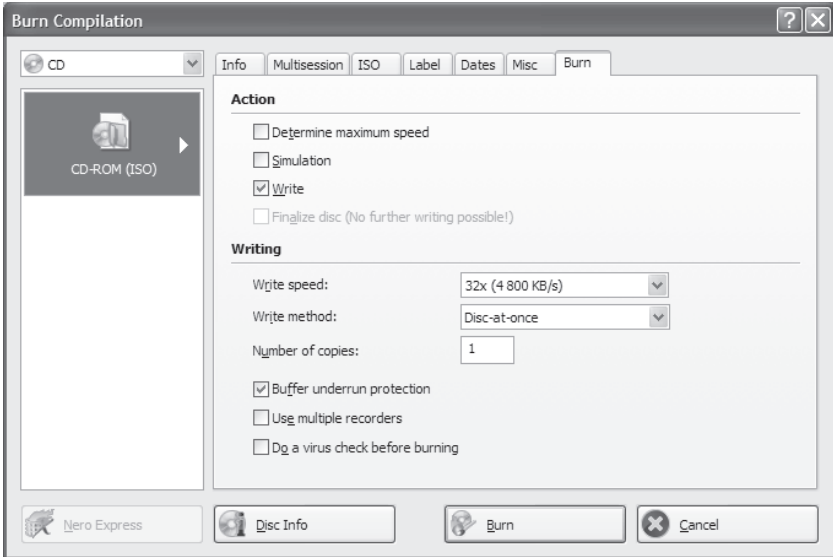 Burn Compilation
CD
CD-ROM (ISO)
Info Multisession ISO Label Dates Misc Burn
Action
Determine maximum speed
Simulation
Write
Finalize disc (No further writing possible!)
Writing
Write speed: 32x (4 800 KB/s)
Write method: Disc-at-once
Number of copies: 1
Buffer underrun protection
Use multiple recorders
Do a virus check before burning
Nero Express Disc Info Burn Cancel